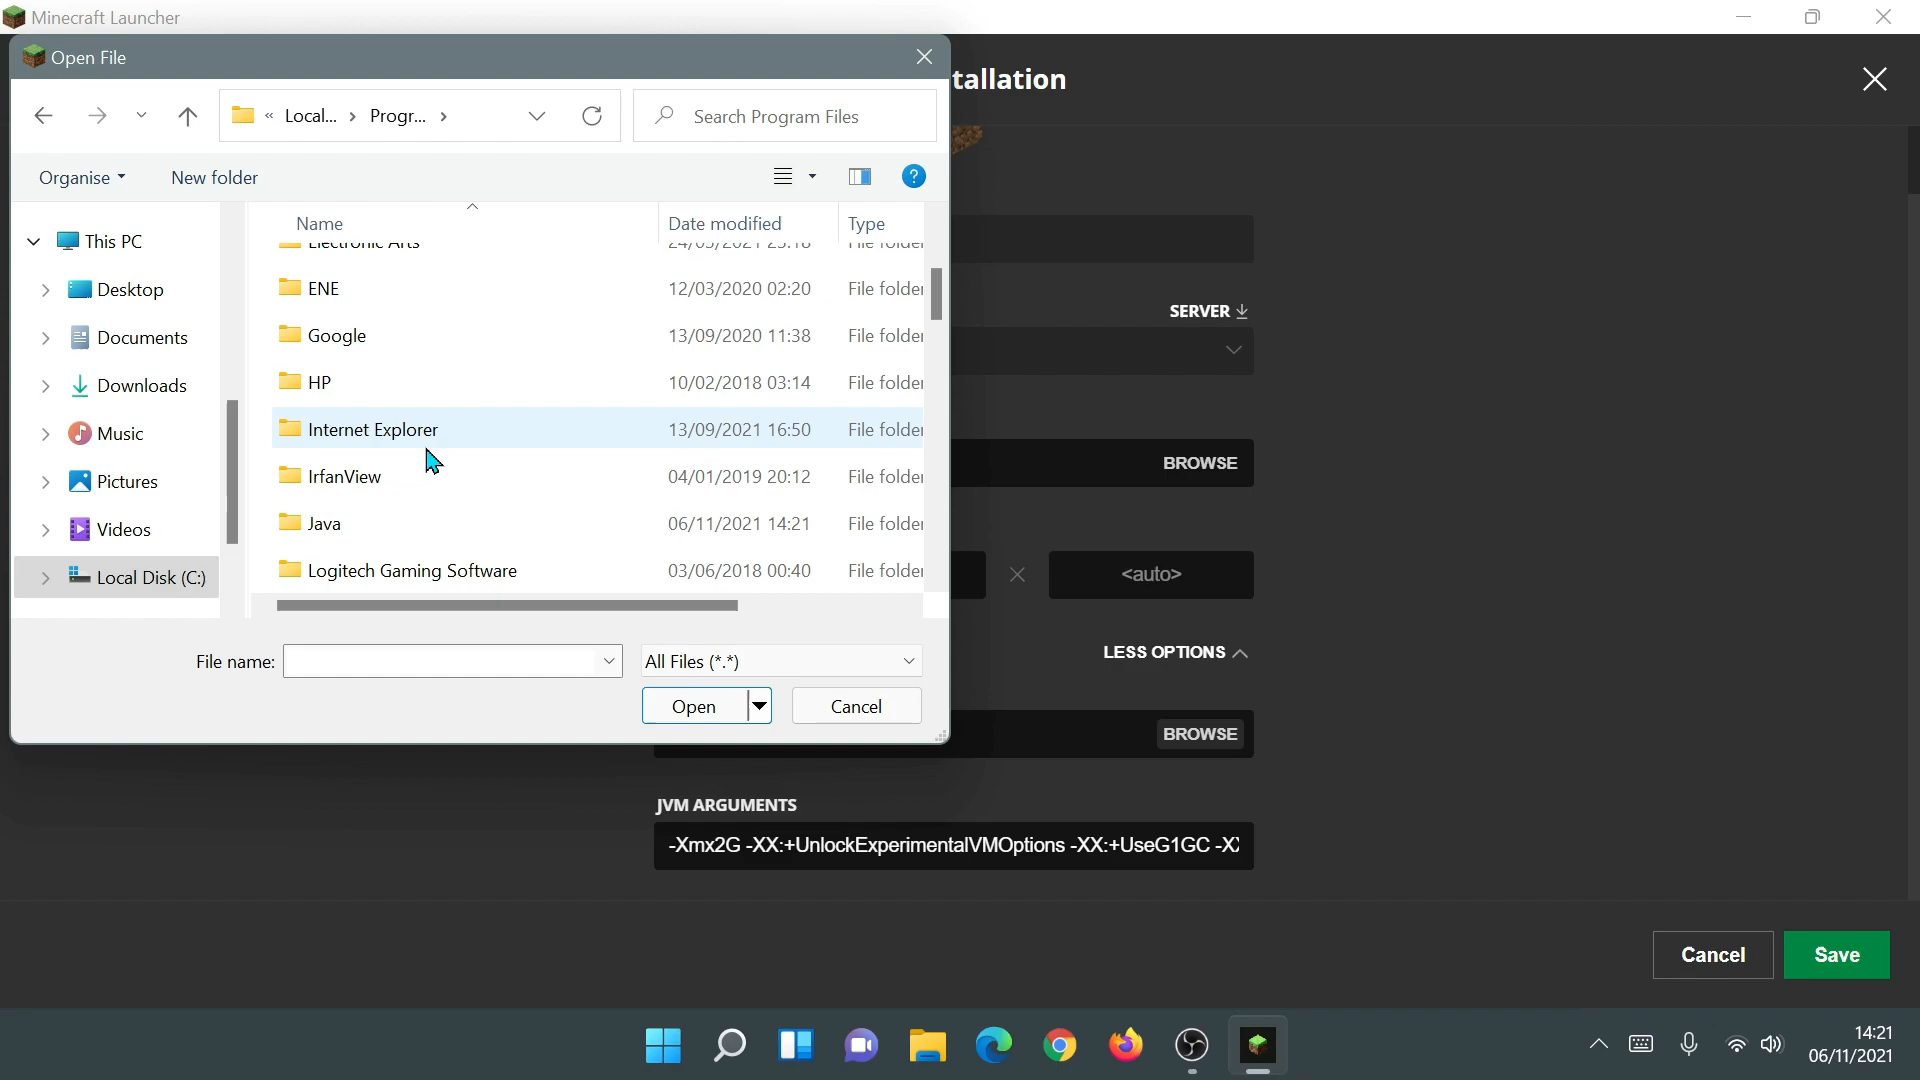 Minecraft Launcher
Open File
tallation
« Local... › Progr... ›
Search Program Files
Organise
New folder
?
Name
Date modified
Type
This PC
Desktop
Documents
Downloads
Music
Pictures
Videos
Local Disk (C:)
Electronic Arts
ENE 12/03/2020 02:20 File folder
Google 13/09/2020 11:38 File folder
HP 10/02/2018 03:14 File folder
Internet Explorer 13/09/2021 16:50 File folder
IrfanView 04/01/2019 20:12 File folder
Java 06/11/2021 14:21 File folder
Logitech Gaming Software 03/06/2018 00:40 File folder
File name:
All Files (*.*)
Open
Cancel
SERVER
BROWSE
<auto>
LESS OPTIONS
BROWSE
JVM ARGUMENTS
-Xmx2G -XX:+UnlockExperimentalVMOptions -XX:+UseG1GC -X
Cancel
Save
14:21
06/11/2021